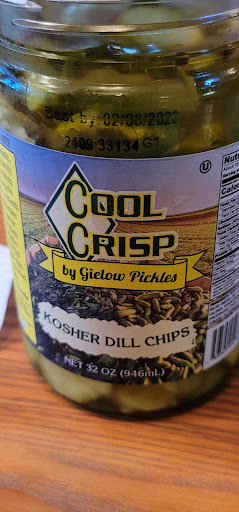 Best by: 02/08/2023
2109 33134 G1
U
COOL
CRISP
by Gielow Pickles
KOSHER DILL CHIPS
NET 32 OZ (946mL)